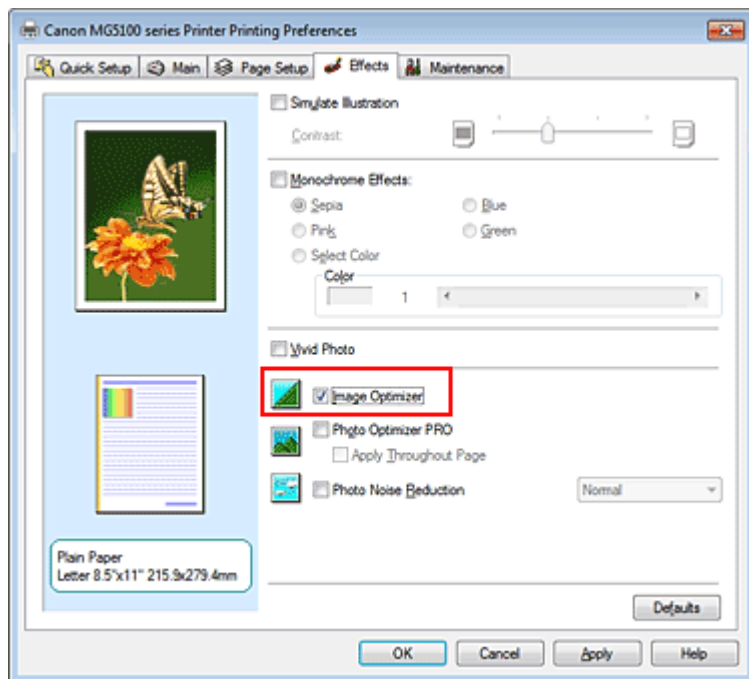 Canon MG5100 series Printer Printing Preferences
Quick Setup Main Page Setup Effects Maintenance
Simulate Illustration
Contrast:
Monochrome Effects:
Sepia Blue
Pink Green
Select Color
Color
1
Vivid Photo
Image Optimizer
Photo Optimizer PRO
Apply Throughout Page
Photo Noise Reduction Normal
Plain Paper
Letter 8.5"x11" 215.9x279.4mm
Defaults
OK Cancel Apply Help